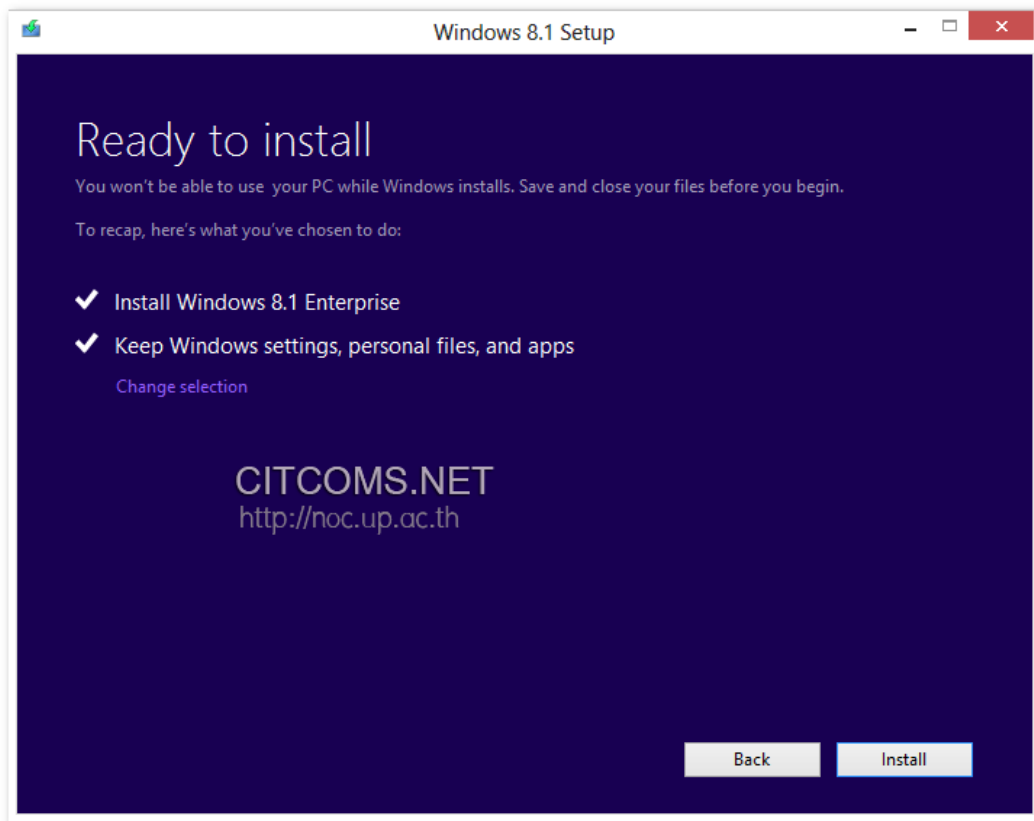 Windows 8.1 Setup
Ready to install
You won't be able to use your PC while Windows installs. Save and close your files before you begin.
To recap, here's what you've chosen to do:
Install Windows 8.1 Enterprise
Keep Windows settings, personal files, and apps
Change selection
CITCOMS.NET
http://noc.up.ac.th
Back Install